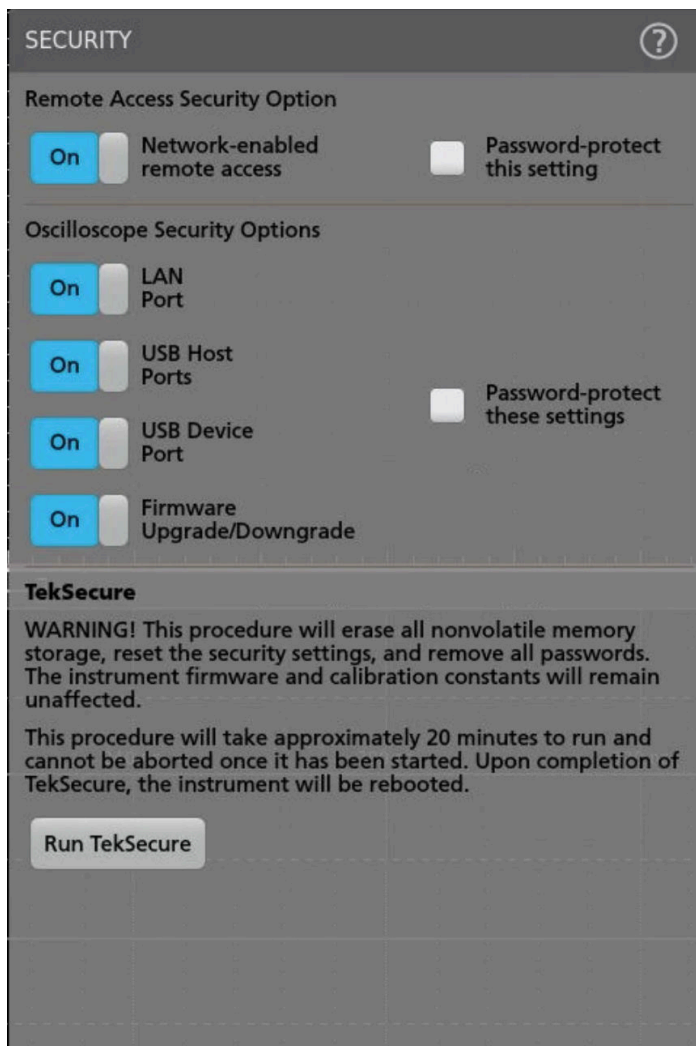 SECURITY ?
Remote Access Security Option
On
Network-enabled
remote access
Password-protect
this setting
Oscilloscope Security Options
On
LAN
Port
On
USB Host
Ports
Password-protect
these settings
On
USB Device
Port
On
Firmware
Upgrade/Downgrade
TekSecure
WARNING! This procedure will erase all nonvolatile memory
storage, reset the security settings, and remove all passwords.
The instrument firmware and calibration constants will remain
unaffected.
This procedure will take approximately 20 minutes to run and
cannot be aborted once it has been started. Upon completion of
TekSecure, the instrument will be rebooted.
Run TekSecure